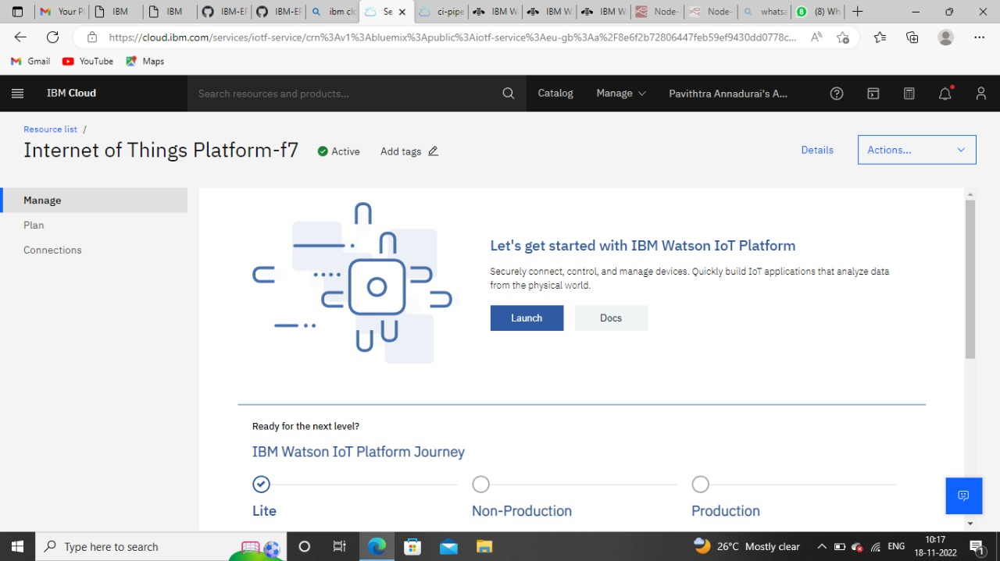 Your Pl
IBM
IBM
IBM-EF
IBM-EF
ibm clo
Se
ci-pipe
IBM W
IBM W
IBM W
Node-
Node-
whatsa
(8) Wh
https://cloud.ibm.com/services/iotf-service/crn%3Av1%3Abluemix%3Apublic%3Aiotf-service%3Aeu-gb%3Aa%2F8e6f2b72806447feb59ef9430dd0778c...
Gmail
YouTube
Maps
IBM Cloud
Search resources and products...
Catalog
Manage
Pavithtra Annadurai's A...
Resource list /
Internet of Things Platform-f7
Active
Add tags
Details
Actions...
Manage
Plan
Connections
Let's get started with IBM Watson IoT Platform
Securely connect, control, and manage devices. Quickly build IoT applications that analyze data
from the physical world.
Launch
Docs
Ready for the next level?
IBM Watson IoT Platform Journey
Lite
Non-Production
Production
Type here to search
26°C Mostly clear
ENG
10:17
18-11-2022
1